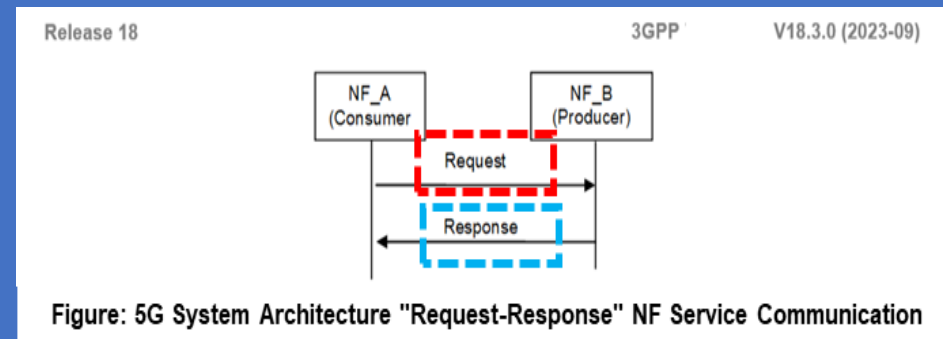 Release 18 3GPP V18.3.0 (2023-09)
NF_A
(Consumer
NF_B
(Producer)
Request
Response
Figure: 5G System Architecture "Request-Response" NF Service Communication